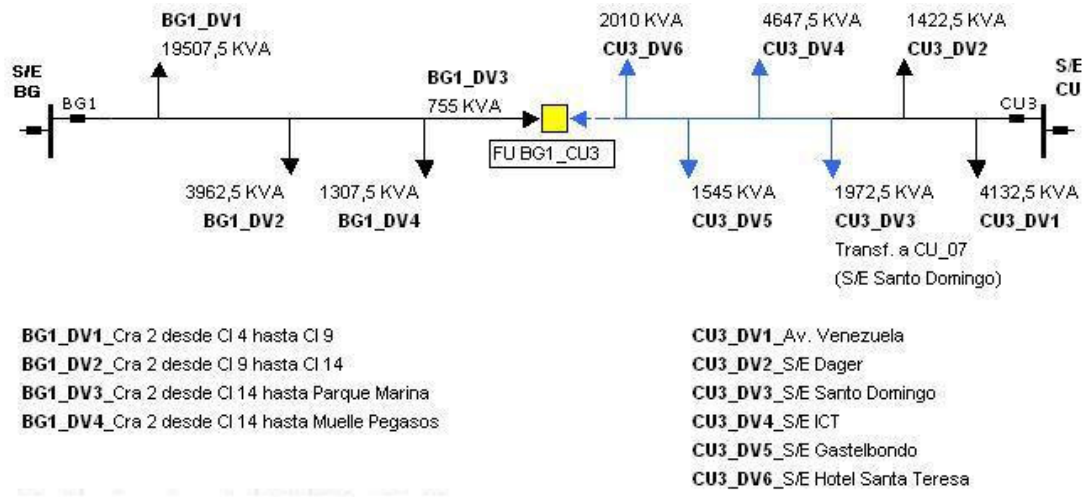 BG1_DV1
19507,5 KVA
2010 KVA
CU3_DV6
4647,5 KVA
CU3_DV4
1422,5 KVA
CU3_DV2
S/E
BG
BG1
BG1_DV3
755 KVA
FU BG1_CU3
CU3
S/E
CU
3962,5 KVA
BG1_DV2
1307,5 KVA
BG1_DV4
1545 KVA
CU3_DV5
1972,5 KVA
CU3_DV3
Transf. a CU_07
(S/E Santo Domingo)
4132,5 KVA
CU3_DV1
BG1_DV1_Cra 2 desde Cl 4 hasta Cl 9
BG1_DV2_Cra 2 desde Cl 9 hasta Cl 14
BG1_DV3_Cra 2 desde Cl 14 hasta Parque Marina
BG1_DV4_Cra 2 desde Cl 14 hasta Muelle Pegasos
CU3_DV1_Av. Venezuela
CU3_DV2_S/E Dager
CU3_DV3_S/E Santo Domingo
CU3_DV4_S/E ICT
CU3_DV5_S/E Gastelbondo
CU3_DV6_S/E Hotel Santa Teresa